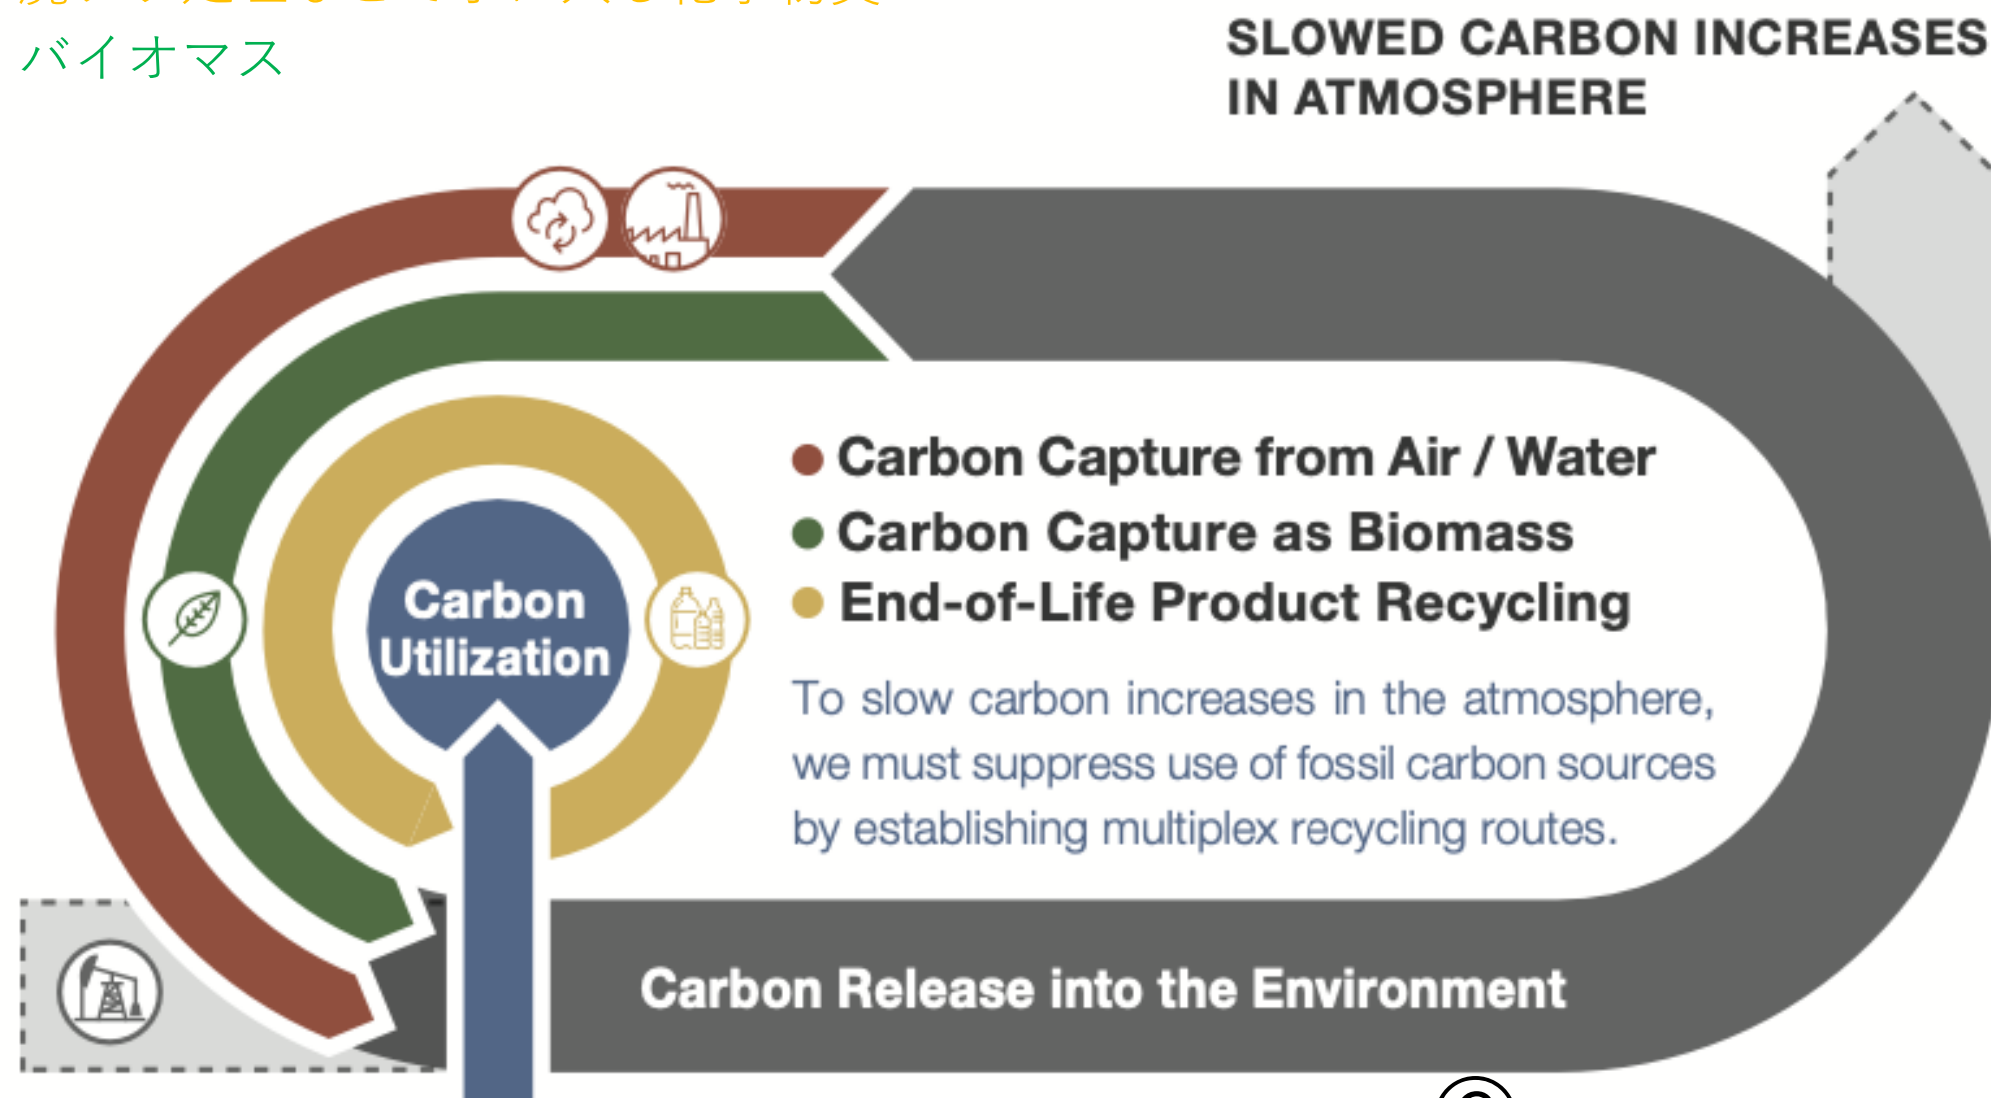 バイオマス
SLOWED CARBON INCREASES
IN ATMOSPHERE
Carbon Capture from Air / Water
Carbon Capture as Biomass
End-of-Life Product Recycling
Carbon
Utilization
To slow carbon increases in the atmosphere,
we must suppress use of fossil carbon sources
by establishing multiplex recycling routes.
Carbon Release into the Environment